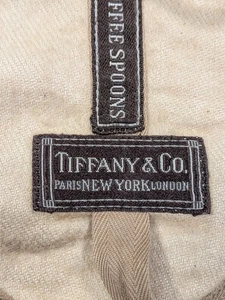 FFEE SPOONS
TIFFANY & CO.
PARIS NEW YORK LONDON